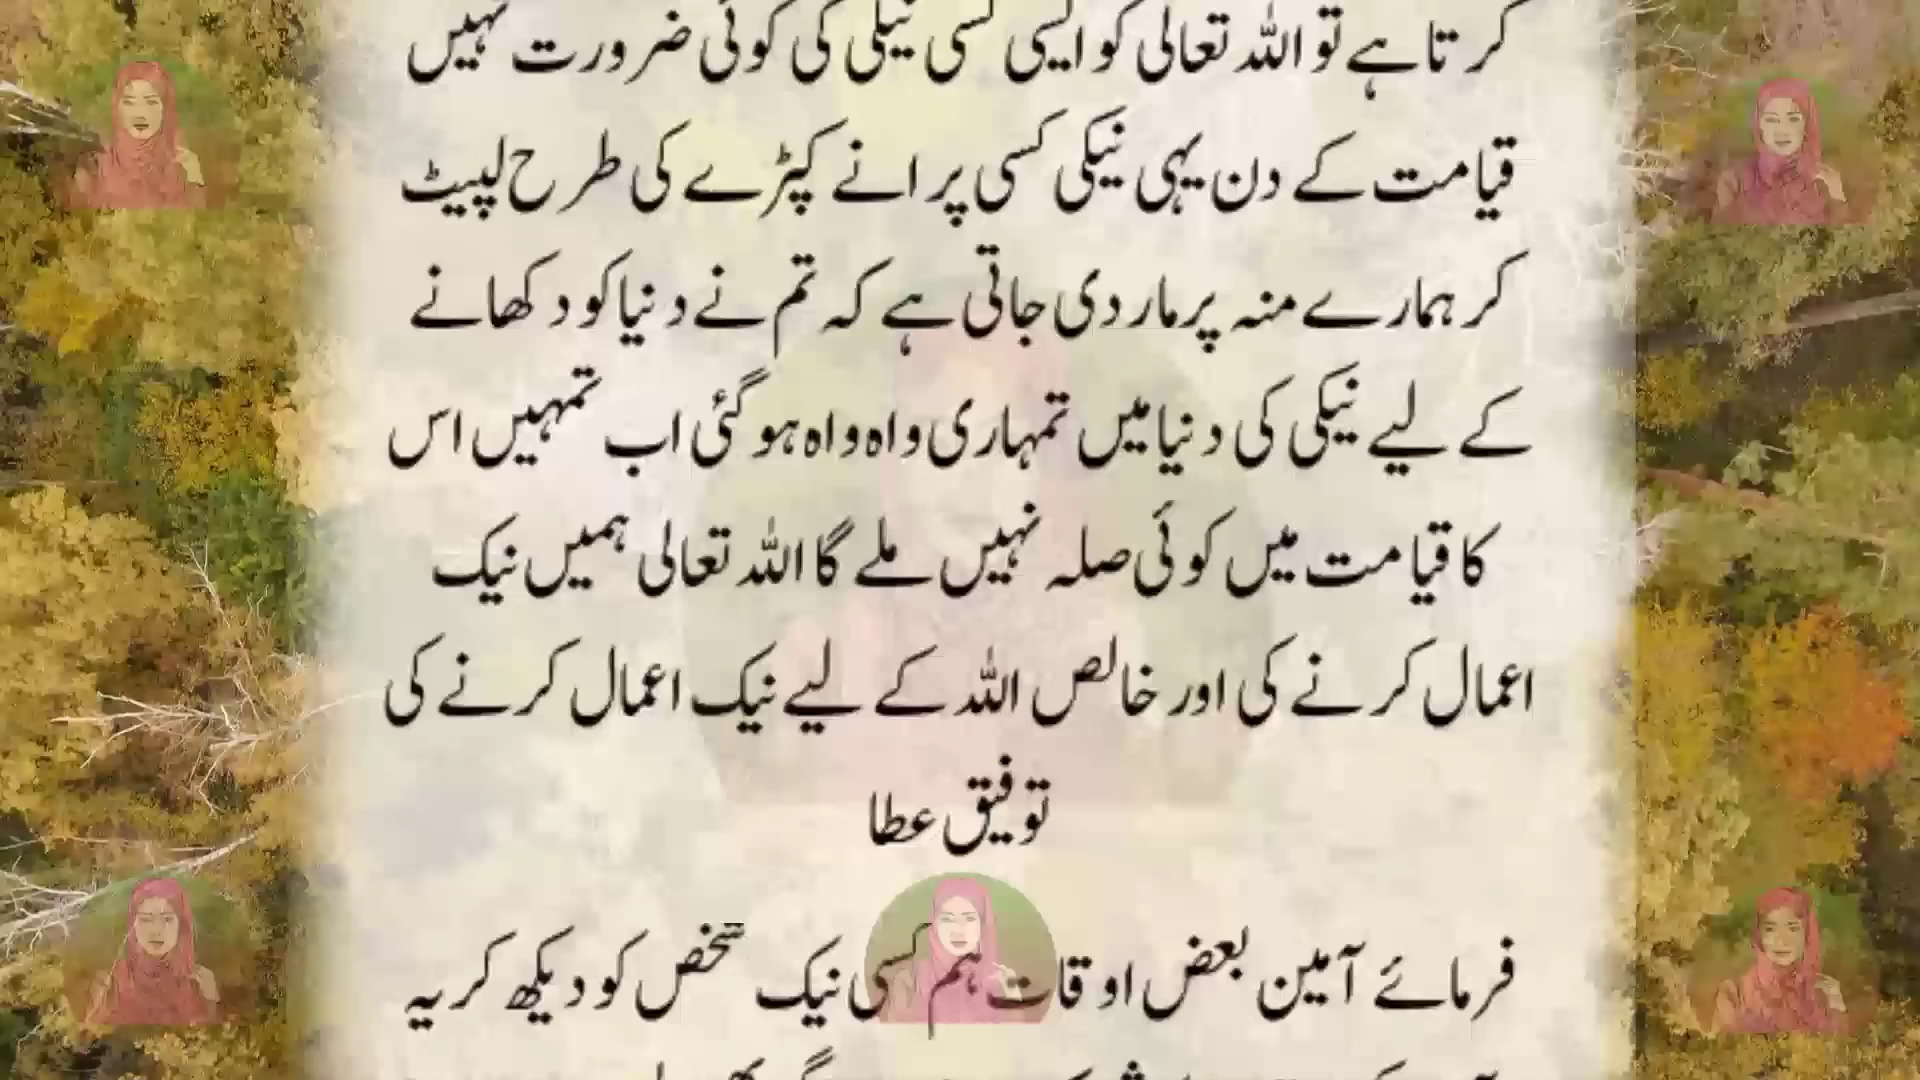 کرتا ہے تو اللہ تعالی کو ایسی کسی نیکی کی کوئی ضرورت نہیں
قیامت کے دن یہی نیکی کسی پرانے کپڑے کی طرح لپیٹ
کر ہمارے منہ پر مار دی جاتی ہے کہ تم نے دنیا کو دکھانے
کے لیے نیکی کی دنیا میں تمہاری واہ واہ ہو گئی اب تمہیں اس
کا قیامت میں کوئی صلہ نہیں ملے گا اللہ تعالی ہمیں نیک
اعمال کرنے کی اور خالص اللہ کے لیے نیک اعمال کرنے کی
توفیق عطا
فرمائے آمین بعض اوقات ہم کسی نیک شخص کو دیکھ کر یہ